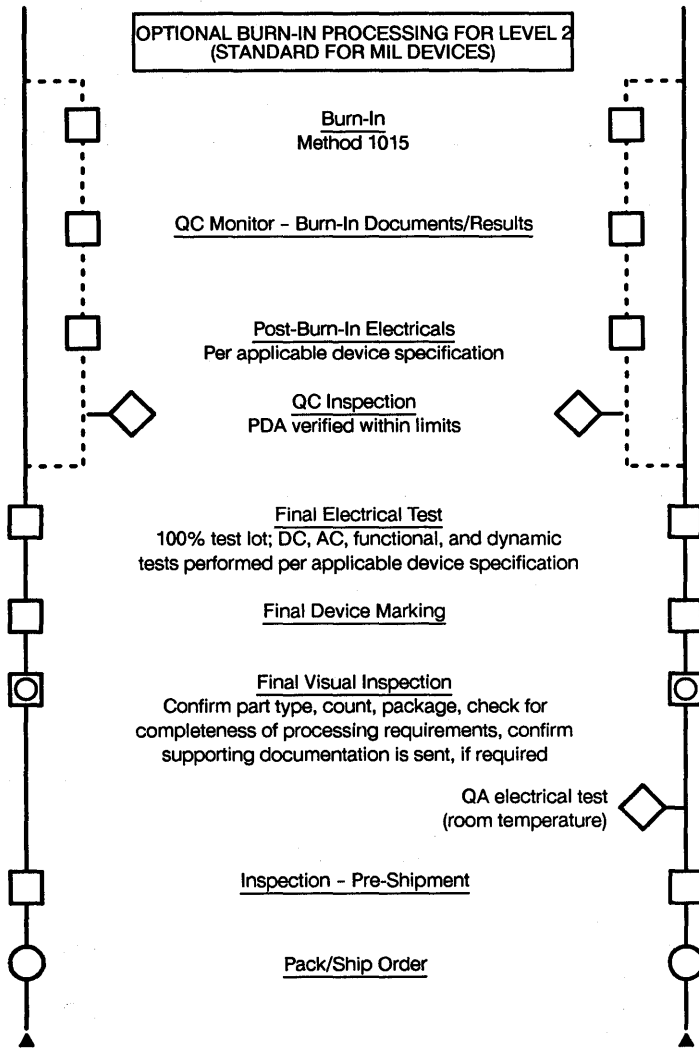 OPTIONAL BURN-IN PROCESSING FOR LEVEL 2
(STANDARD FOR MIL DEVICES)
Burn-In
Method 1015
QC Monitor – Burn-In Documents/Results
Post-Burn-In Electricals
Per applicable device specification
QC Inspection
PDA verified within limits
Final Electrical Test
100% test lot; DC, AC, functional, and dynamic
tests performed per applicable device specification
Final Device Marking
Final Visual Inspection
Confirm part type, count, package, check for
completeness of processing requirements, confirm
supporting documentation is sent, if required
QA electrical test
(room temperature)
Inspection – Pre-Shipment
Pack/Ship Order